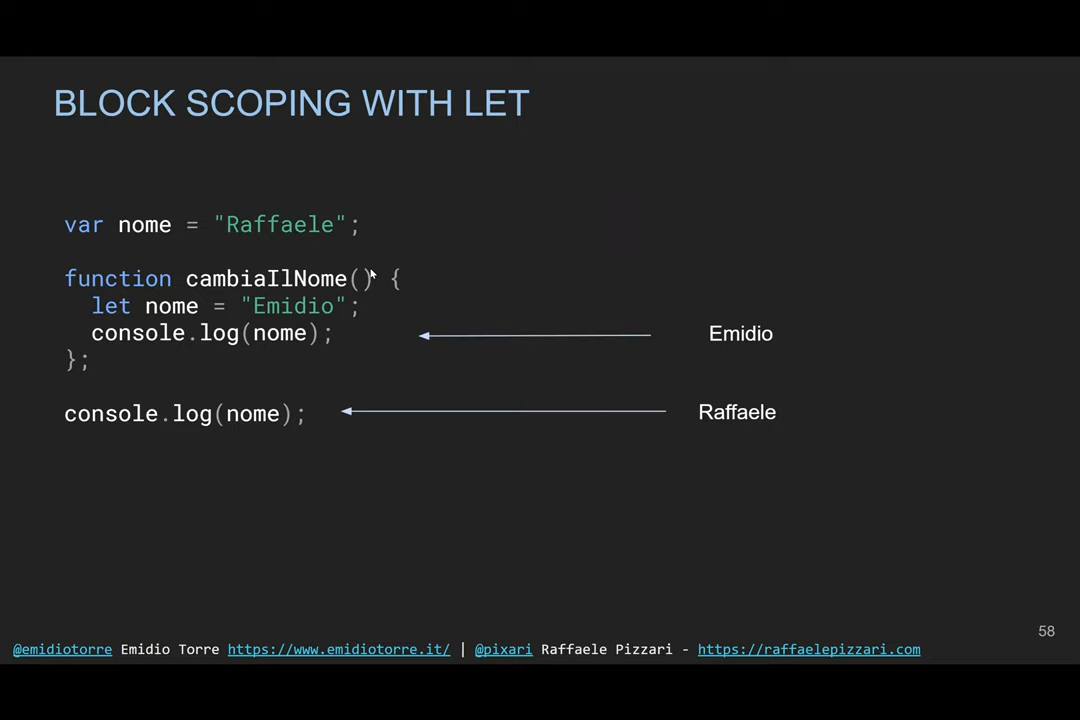 BLOCK SCOPING WITH LET
var nome = "Raffaele";
function cambiaIlNome() {
let nome = "Emidio";
console.log(nome);
Emidio
};
console.log(nome);
Raffaele
58
@emidiotorre Emidio Torre https://www.emidiotorre.it/ | @pixari Raffaele Pizzari - https://raffaelepizzari.com